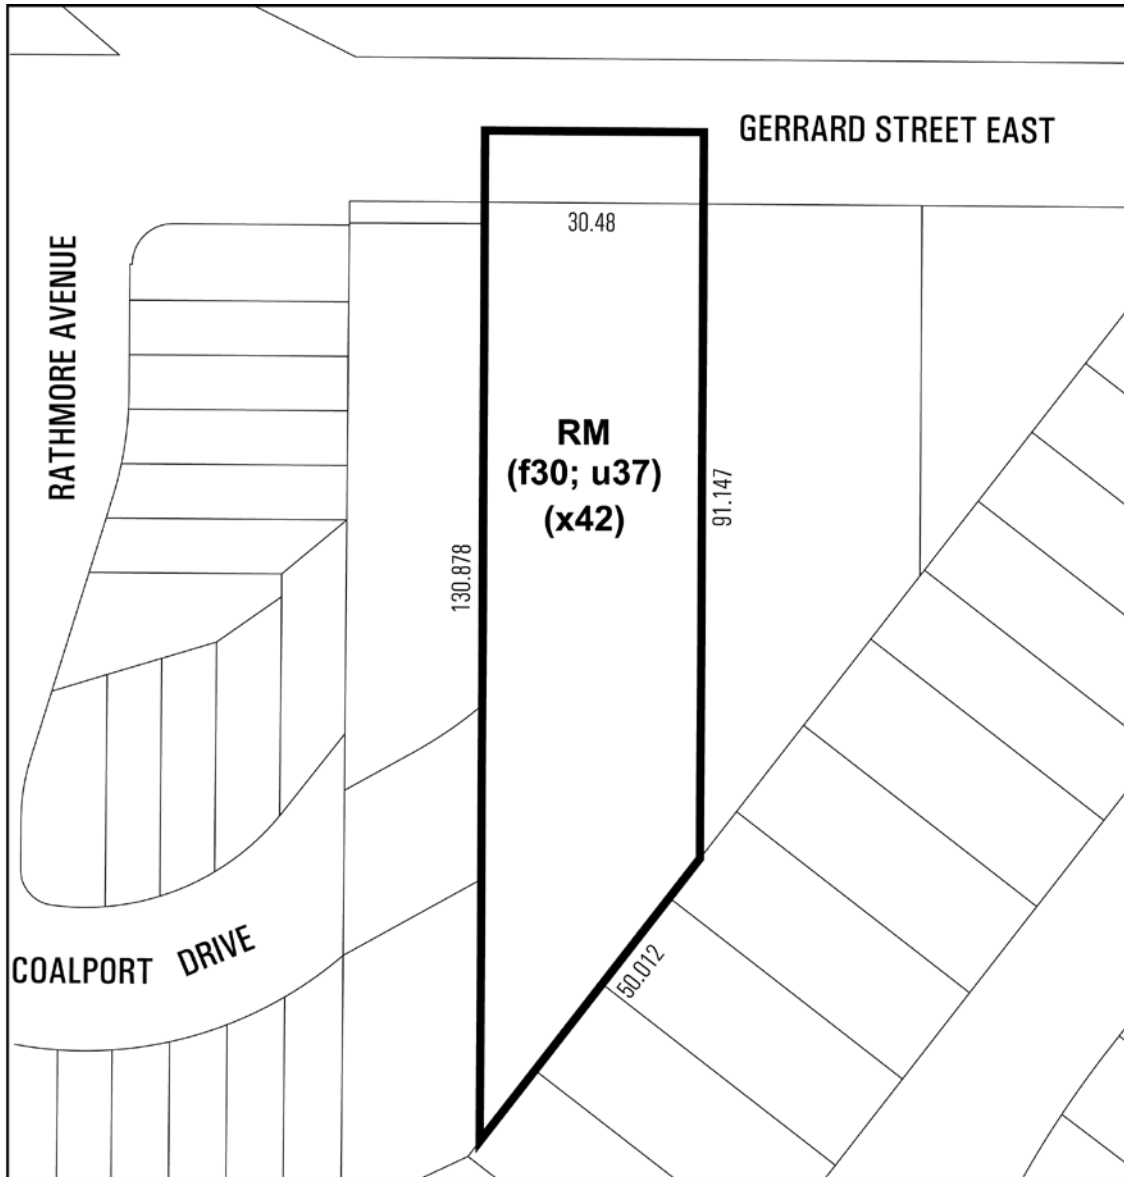 GERRARD STREET EAST
30.48
RATHMORE AVENUE
RM
(f30; u37)
(x42)
91.147
130.878
50.012
COALPORT DRIVE